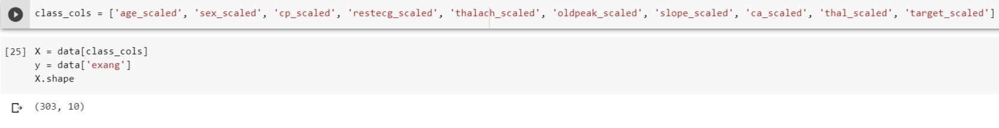 class_cols = ['age_scaled', 'sex_scaled', 'cp_scaled', 'restecg_scaled', 'thalach_scaled', 'oldpeak_scaled', 'slope_scaled', 'ca_scaled', 'thal_scaled', 'target_scaled']
[25] X = data[class_cols]
y = data['exang']
X.shape
(303, 10)